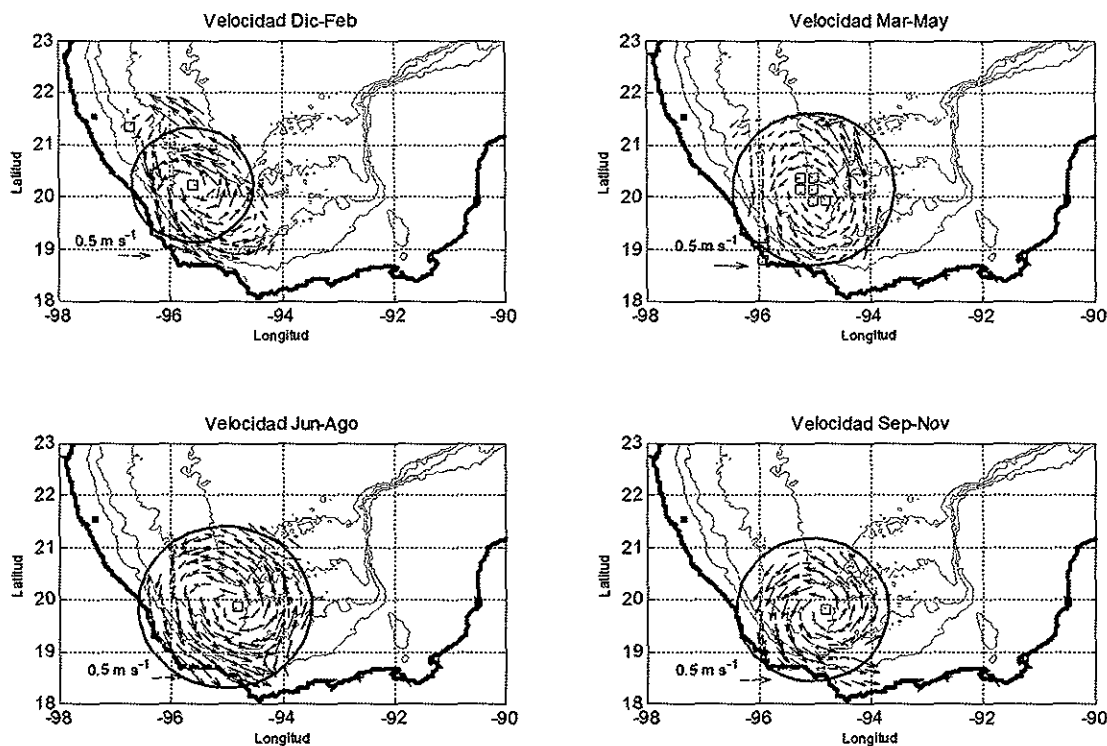 Velocidad Dic-Feb
23
22
21
20
19
18
Latitud
0.5 m s-1
-98 -96 -94 -92 -90
Longitud
Velocidad Mar-May
23
22
21
20
19
18
Latitud
0.5 m s-1
-98 -96 -94 -92 -90
Longitud
Velocidad Jun-Ago
23
22
21
20
19
18
Latitud
0.5 m s-1
-98 -96 -94 -92 -90
Longitud
Velocidad Sep-Nov
23
22
21
20
19
18
Latitud
0.5 m s-1
-98 -96 -94 -92 -90
Longitud